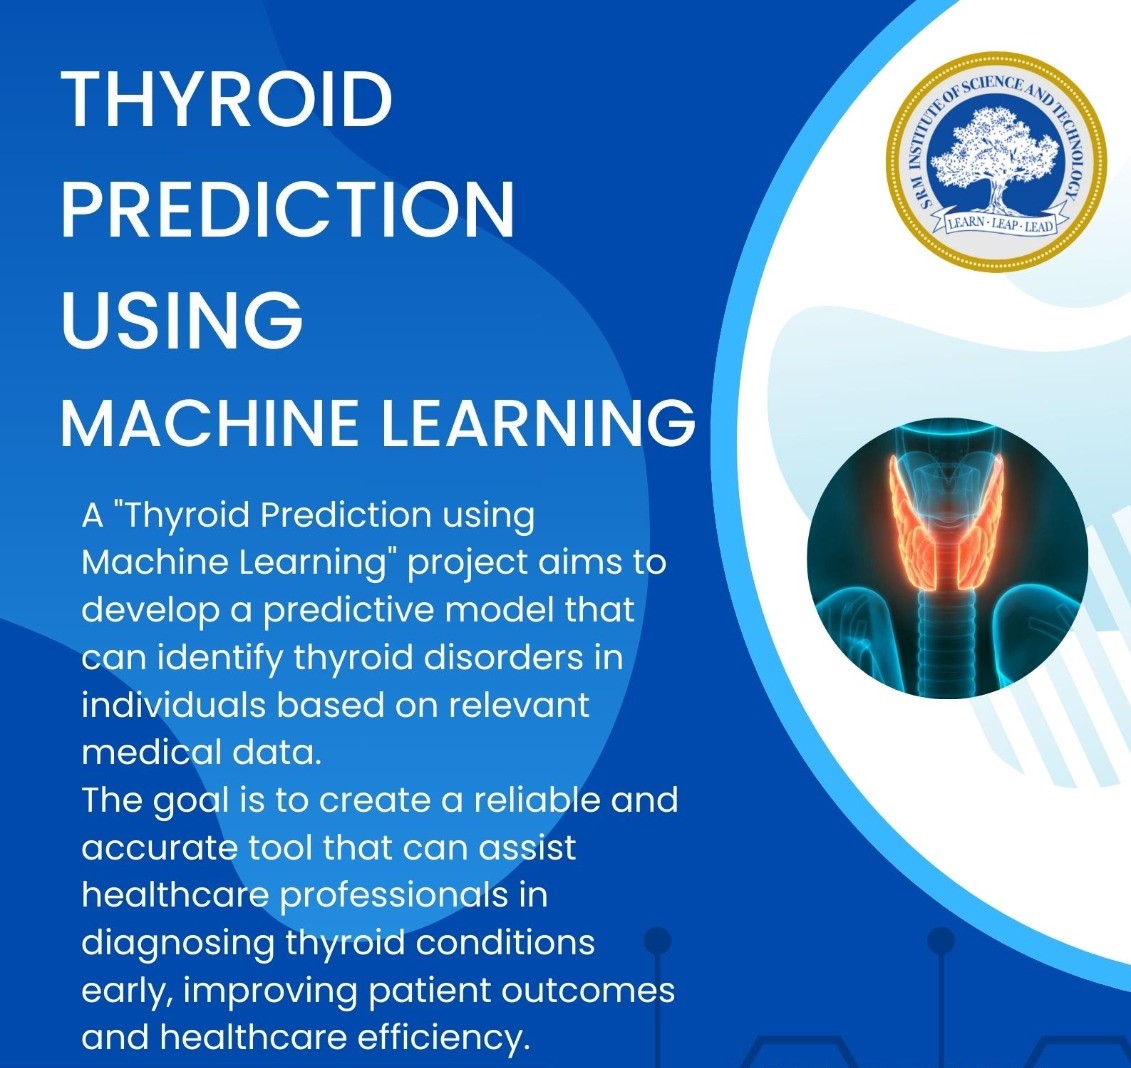 THYROID
PREDICTION
USING
MACHINE LEARNING
A "Thyroid Prediction using
Machine Learning" project aims to
develop a predictive model that
can identify thyroid disorders in
individuals based on relevant
medical data.
The goal is to create a reliable and
accurate tool that can assist
healthcare professionals in
diagnosing thyroid conditions
early, improving patient outcomes
and healthcare efficiency.
SRM INSTITUTE OF SCIENCE AND TECHNOLOGY
LEARN · LEAP · LEAD